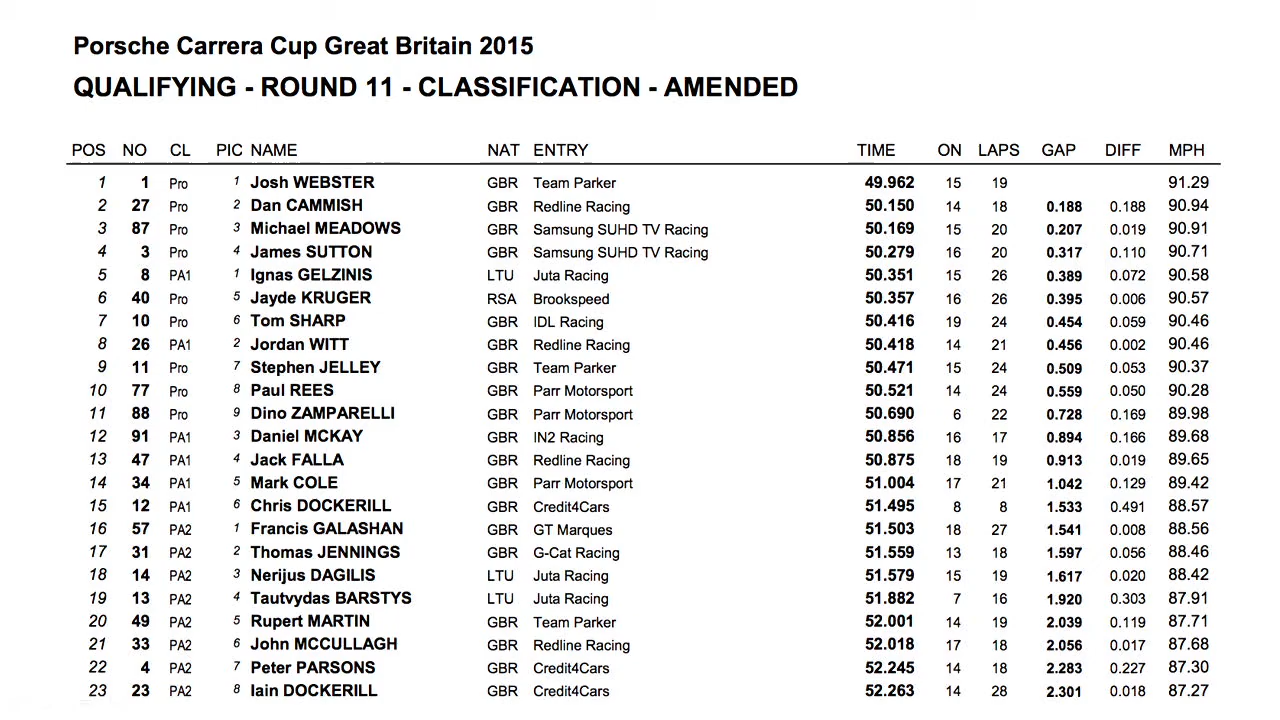 Porsche Carrera Cup Great Britain 2015
QUALIFYING - ROUND 11 - CLASSIFICATION - AMENDED
POS NO CL PIC NAME NAT ENTRY TIME ON LAPS GAP DIFF MPH
1 1 Pro 1 Josh WEBSTER GBR Team Parker 49.962 15 19 91.29
2 27 Pro 2 Dan CAMMISH GBR Redline Racing 50.150 14 18 0.188 0.188 90.94
3 87 Pro 3 Michael MEADOWS GBR Samsung SUHD TV Racing 50.169 15 20 0.207 0.019 90.91
4 3 Pro 4 James SUTTON GBR Samsung SUHD TV Racing 50.279 16 20 0.317 0.110 90.71
5 8 PA1 1 Ignas GELZINIS LTU Juta Racing 50.351 15 26 0.389 0.072 90.58
6 40 Pro 5 Jayde KRUGER RSA Brookspeed 50.357 16 26 0.395 0.006 90.57
7 10 Pro 6 Tom SHARP GBR IDL Racing 50.416 19 24 0.454 0.059 90.46
8 26 PA1 2 Jordan WITT GBR Redline Racing 50.418 14 21 0.456 0.002 90.46
9 11 Pro 7 Stephen JELLEY GBR Team Parker 50.471 15 24 0.509 0.053 90.37
10 77 Pro 8 Paul REES GBR Parr Motorsport 50.521 14 24 0.559 0.050 90.28
11 88 Pro 9 Dino ZAMPARELLI GBR Parr Motorsport 50.690 6 22 0.728 0.169 89.98
12 91 PA1 3 Daniel MCKAY GBR IN2 Racing 50.856 16 17 0.894 0.166 89.68
13 47 PA1 4 Jack FALLA GBR Redline Racing 50.875 18 19 0.913 0.019 89.65
14 34 PA1 5 Mark COLE GBR Parr Motorsport 51.004 17 21 1.042 0.129 89.42
15 12 PA1 6 Chris DOCKERILL GBR Credit4Cars 51.495 8 8 1.533 0.491 88.57
16 57 PA2 1 Francis GALASHAN GBR GT Marques 51.503 18 27 1.541 0.008 88.56
17 31 PA2 2 Thomas JENNINGS GBR G-Cat Racing 51.559 13 18 1.597 0.056 88.46
18 14 PA2 3 Nerijus DAGILIS LTU Juta Racing 51.579 15 19 1.617 0.020 88.42
19 13 PA2 4 Tautvydas BARSTYS LTU Juta Racing 51.882 7 16 1.920 0.303 87.91
20 49 PA2 5 Rupert MARTIN GBR Team Parker 52.001 14 19 2.039 0.119 87.71
21 33 PA2 6 John MCCULLAGH GBR Redline Racing 52.018 17 18 2.056 0.017 87.68
22 4 PA2 7 Peter PARSONS GBR Credit4Cars 52.245 14 18 2.283 0.227 87.30
23 23 PA2 8 Iain DOCKERILL GBR Credit4Cars 52.263 14 28 2.301 0.018 87.27